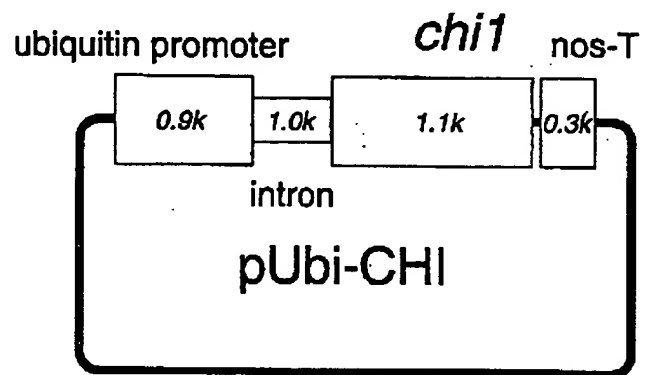 ubiquitin promoter chi1 nos-T
0.9k 1.0k 1.1k 0.3k
intron
pUbi-CHI